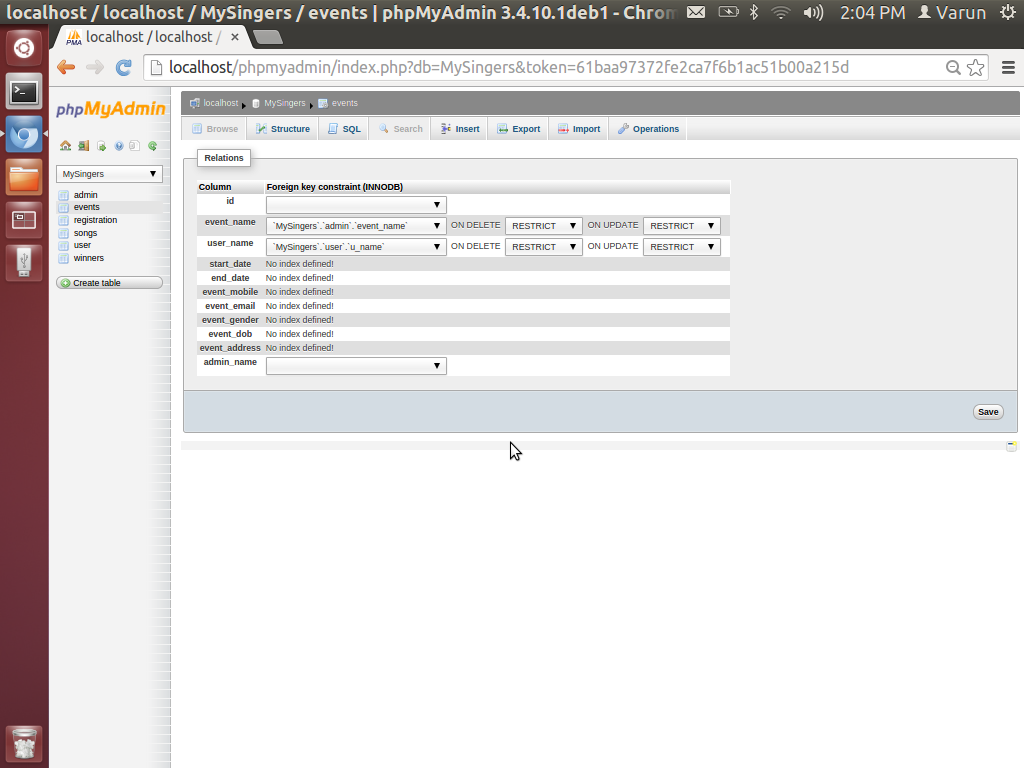 localhost / localhost / MySingers / events | phpMyAdmin 3.4.10.1deb1 - Chrom 2:04 PM Varun
PMA localhost / localhost / ×
localhost/phpmyadmin/index.php?db=MySingers&token=61baa97372fe2ca7f6b1ac51b00a215d
phpMyAdmin
MySingers
admin
events
registration
songs
user
winners
Create table
localhost MySingers events
Browse Structure SQL Search Insert Export Import Operations
Relations
Column Foreign key constraint (INNODB)
id
event_name `MySingers`.`admin`.`event_name` ON DELETE RESTRICT ON UPDATE RESTRICT
user_name `MySingers`.`user`.`u_name` ON DELETE RESTRICT ON UPDATE RESTRICT
start_date No index defined!
end_date No index defined!
event_mobile No index defined!
event_email No index defined!
event_gender No index defined!
event_dob No index defined!
event_address No index defined!
admin_name
Save